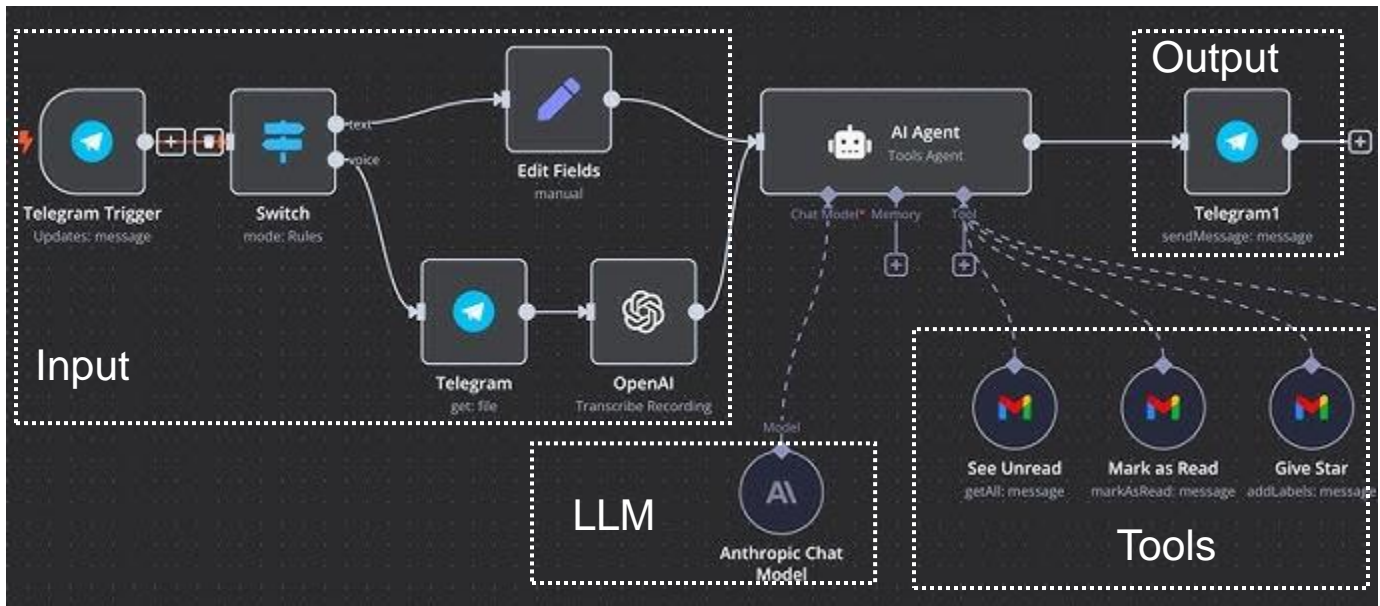 Input
Telegram Trigger
Updates: message
Switch
mode: Rules
text
voice
Edit Fields
manual
Telegram
get: file
OpenAI
Transcribe Recording
AI Agent
Tools Agent
Chat Model*
Memory
Tool
Output
Telegram1
sendMessage: message
LLM
Model
Anthropic Chat
Model
Tools
See Unread
getAll: message
Mark as Read
markAsRead: message
Give Star
addLabels: message